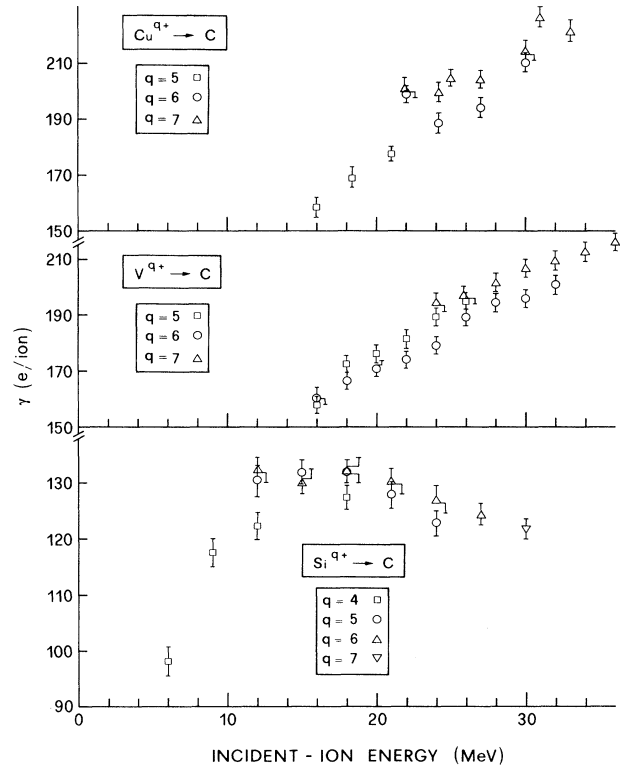 210
190
170
150
Cu q+ → C
q = 5 □
q = 6 ○
q = 7 △
210
190
170
150
V q+ → C
q = 5 □
q = 6 ○
q = 7 △
γ (e/ion)
130
120
110
100
90
Si q+ → C
q = 4 □
q = 5 ○
q = 6 △
q = 7 ▽
0 10 20 30
INCIDENT - ION ENERGY (MeV)